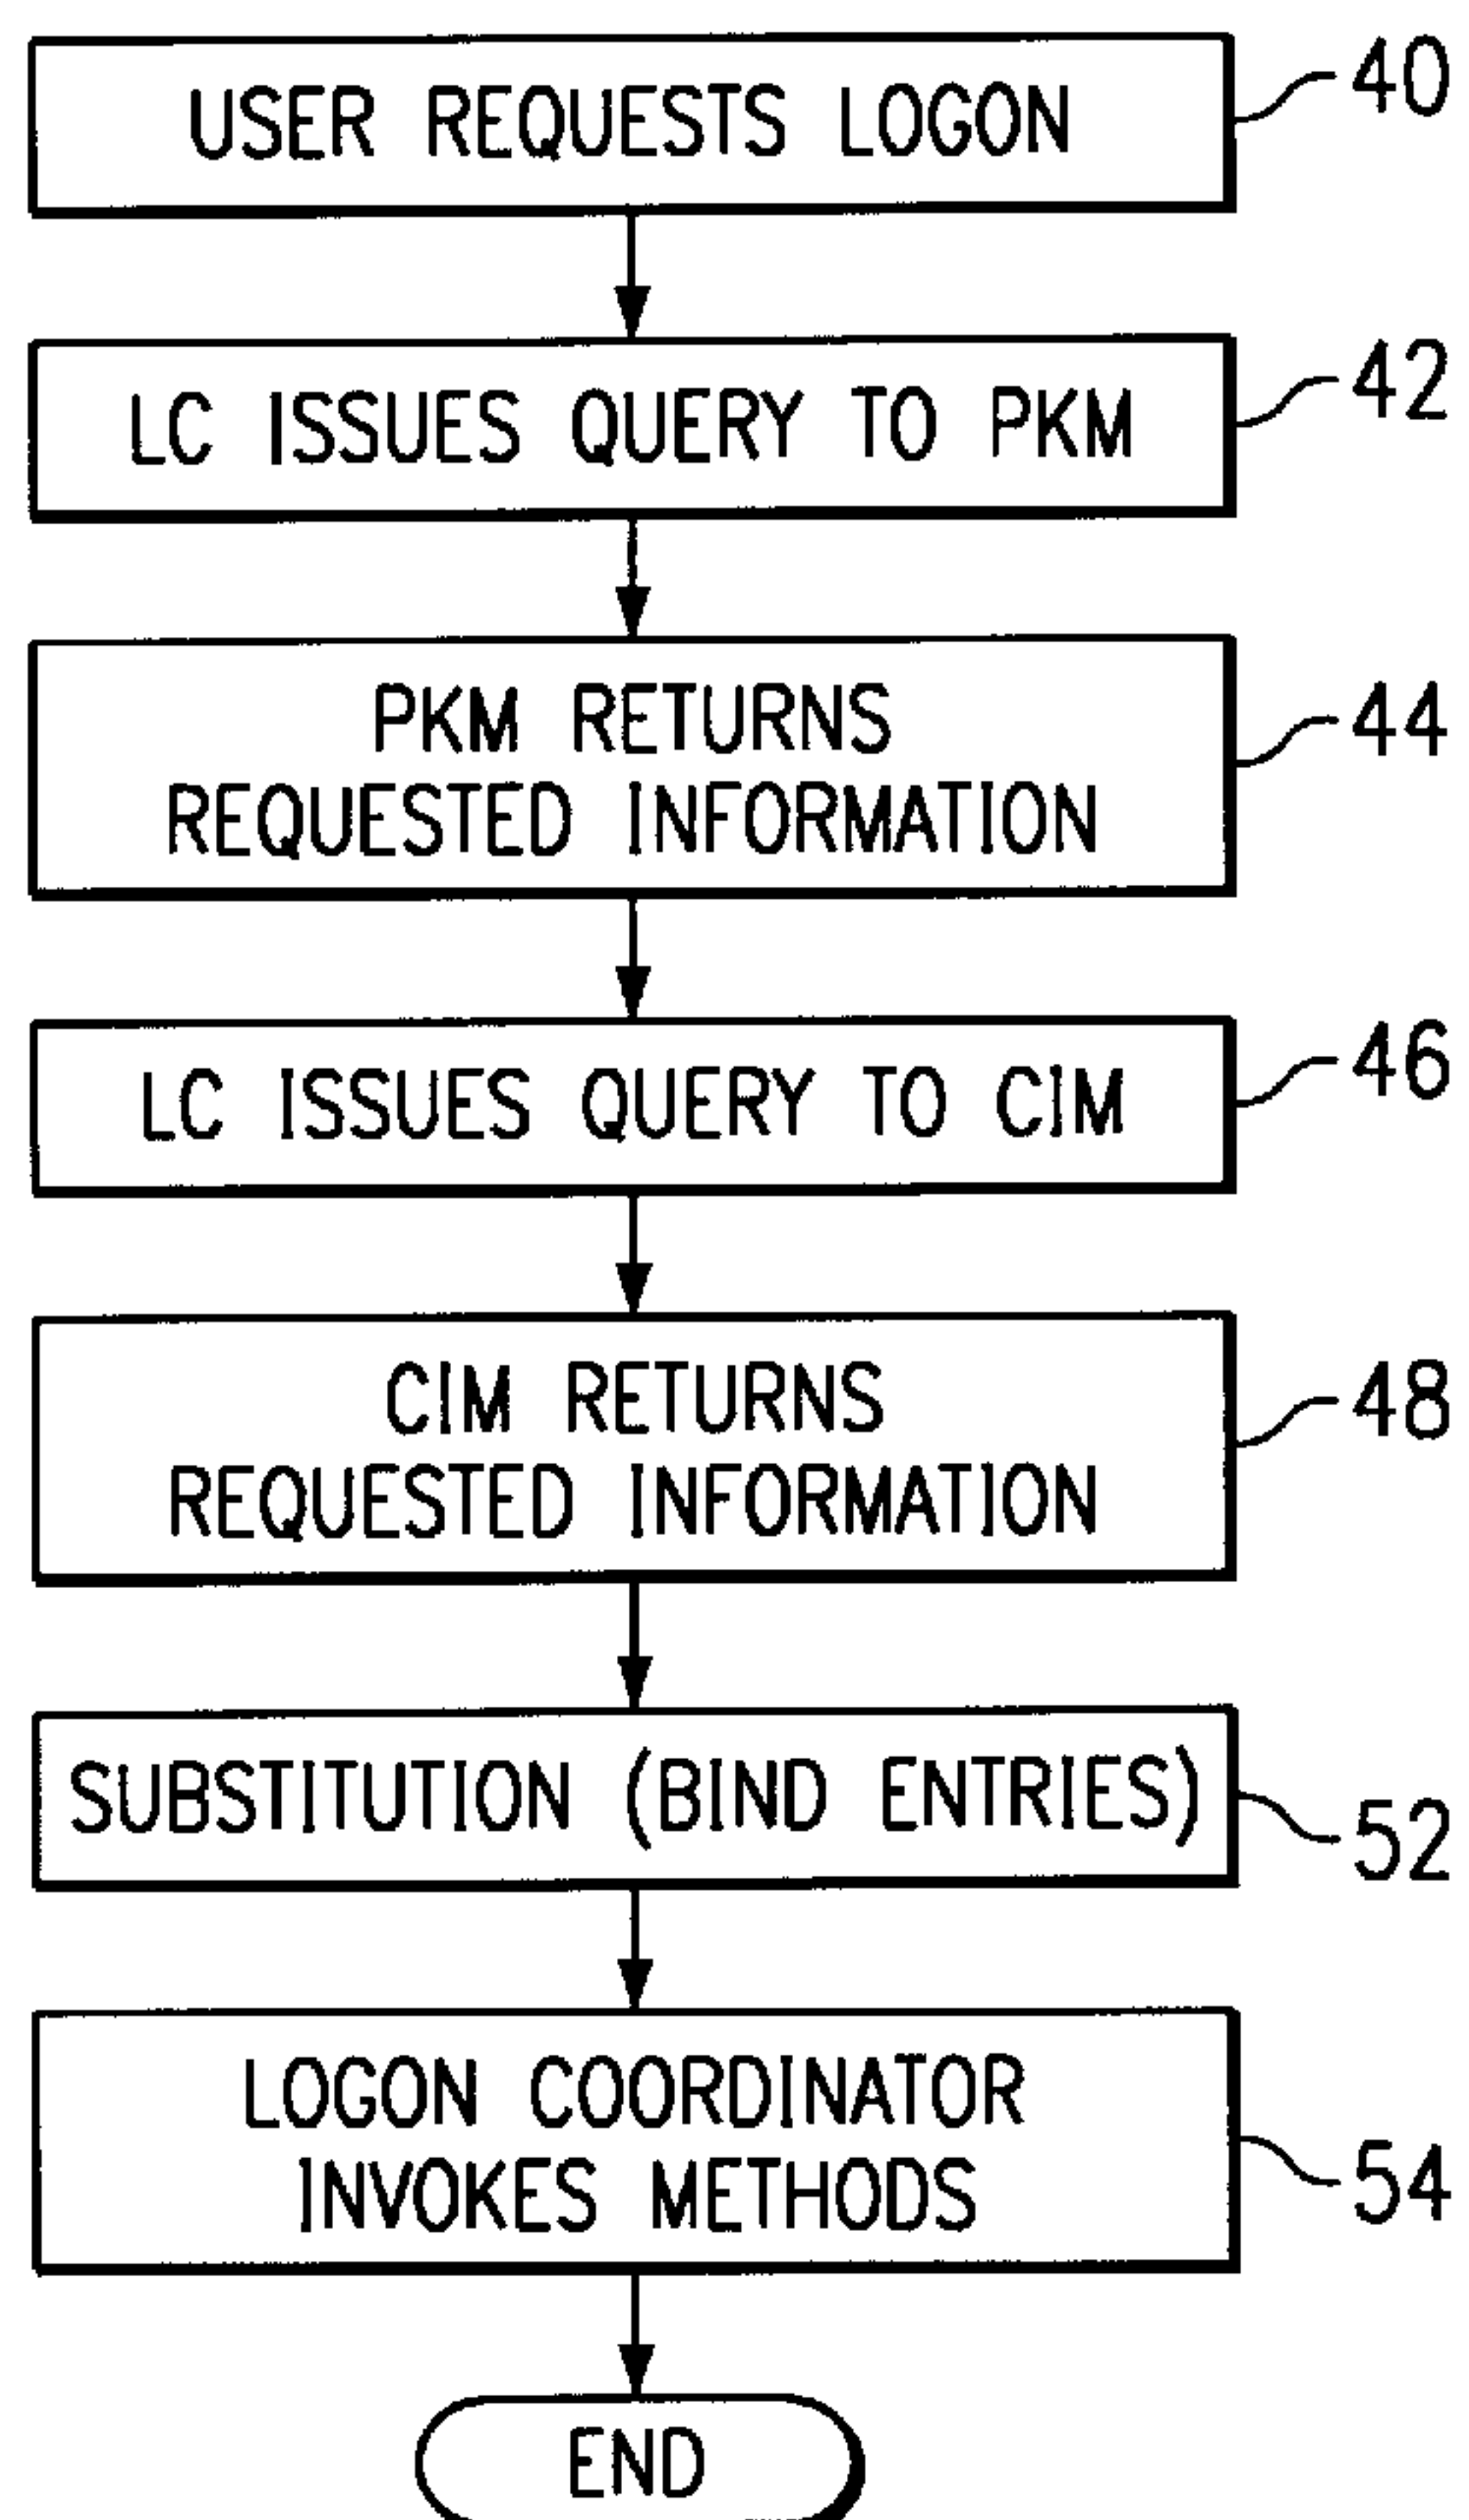 USER REQUESTS LOGON
40
LC ISSUES QUERY TO PKM
42
PKM RETURNS
REQUESTED INFORMATION
44
LC ISSUES QUERY TO CIM
46
CIM RETURNS
REQUESTED INFORMATION
48
SUBSTITUTION (BIND ENTRIES)
52
LOGON COORDINATOR
INVOKES METHODS
54
END